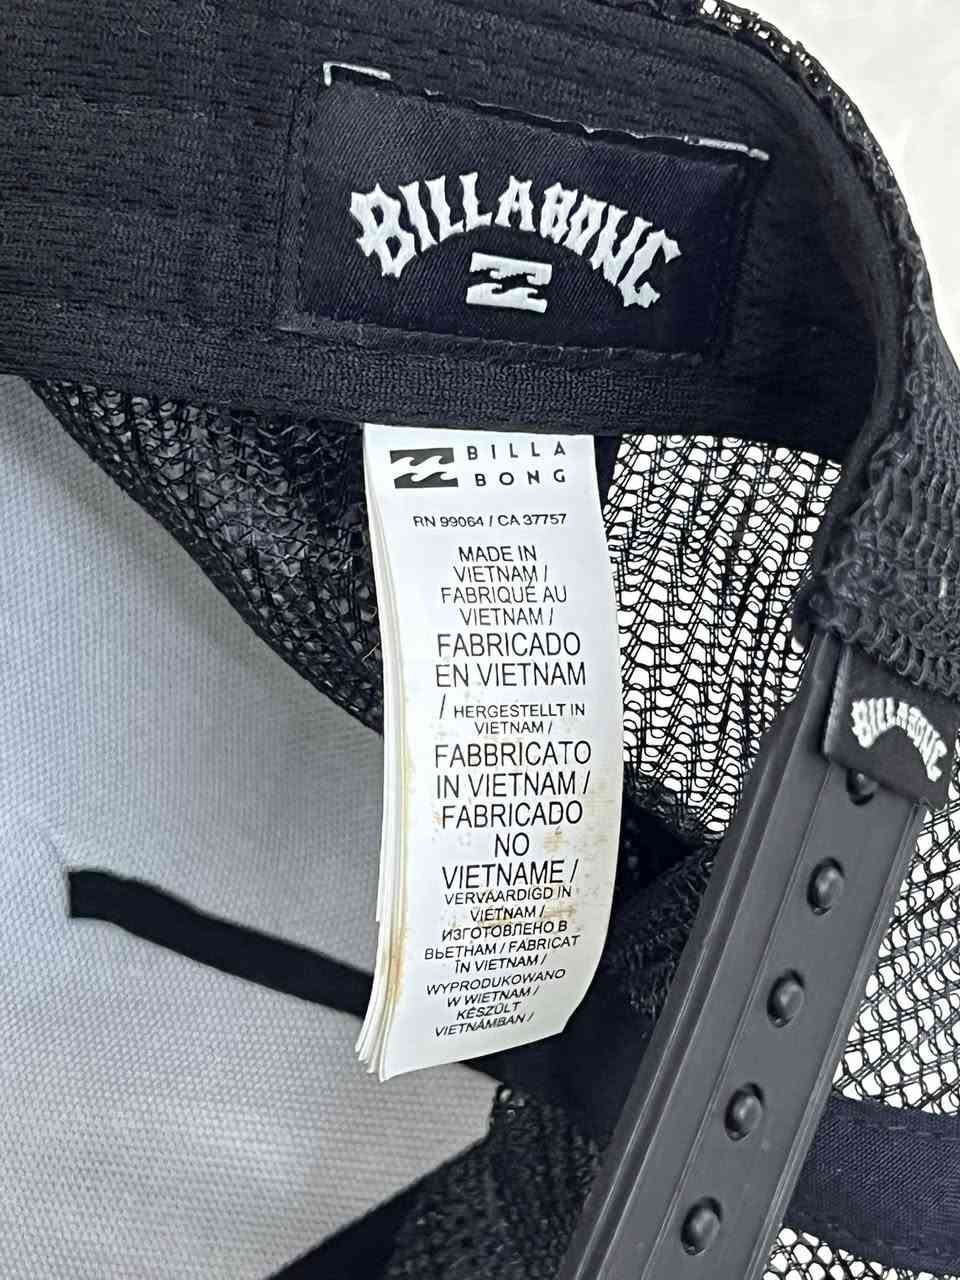 BILLABONG
BILLA
BONG
RN 99064 / CA 37757
MADE IN
VIETNAM /
FABRIQUÉ AU
VIETNAM /
FABRICADO
EN VIETNAM
/ HERGESTELLT IN
VIETNAM /
FABBRICATO
IN VIETNAM /
FABRICADO
NO
VIETNAME /
VERVAARDIGD IN
VIETNAM /
ИЗГОТОВЛЕНО В
ВЬЕТНАМ / FABRICAT
ÎN VIETNAM /
WYPRODUKOWANO
W WIETNAM /
KÉSZÜLT
VIETNÁMBAN /
BILLABONG